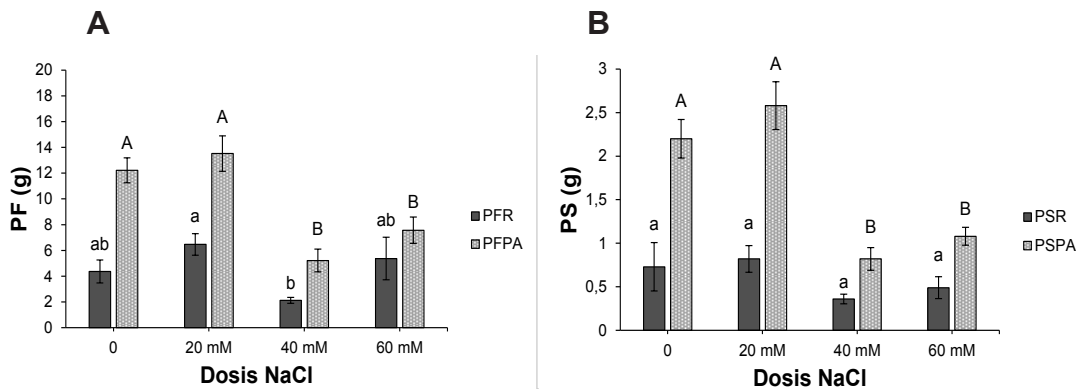 A
PF (g)
20
18
16
14
12
10
8
6
4
2
0
ab
A
a
A
b
B
ab
B
0
20 mM
40 mM
60 mM
Dosis NaCl
PFR
PFPA
B
PS (g)
3
2,5
2
1,5
1
0,5
0
a
A
a
A
a
B
a
B
0
20 mM
40 mM
60 mM
Dosis NaCl
PSR
PSPA